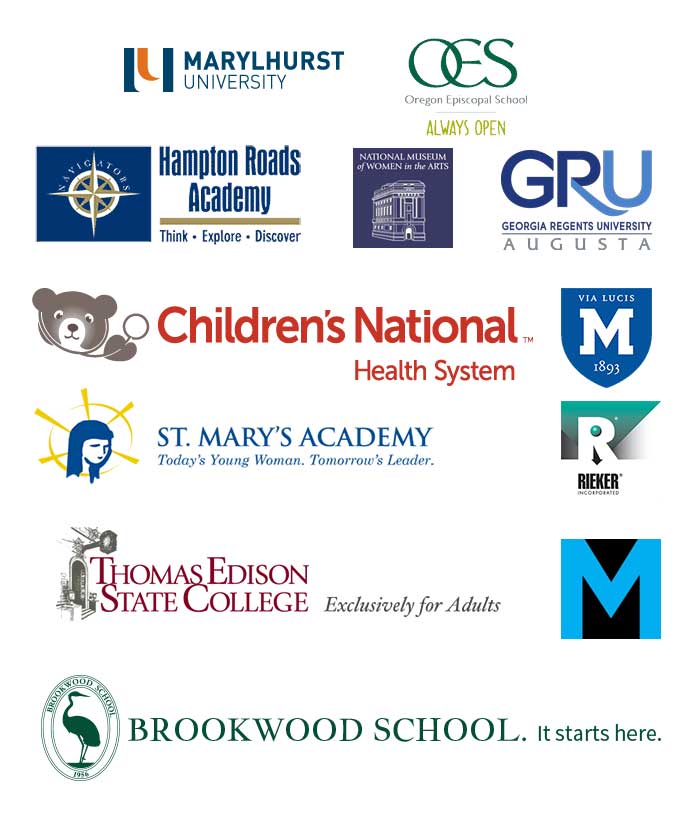 MARYLHURST
UNIVERSITY
OES
Oregon Episcopal School
ALWAYS OPEN
NAVIGATORS
Hampton Roads
Academy
Think • Explore • Discover
NATIONAL MUSEUM
of WOMEN in the ARTS
GRU
GEORGIA REGENTS UNIVERSITY
AUGUSTA
Children's National ™
Health System
VIA LUCIS
M
1893
ST. MARY'S ACADEMY
Today's Young Woman. Tomorrow's Leader.
R
RIEKER®
INCORPORATED
THOMAS EDISON
STATE COLLEGE
Exclusively for Adults
M
BROOKWOOD SCHOOL
1956
BROOKWOOD SCHOOL. It starts here.